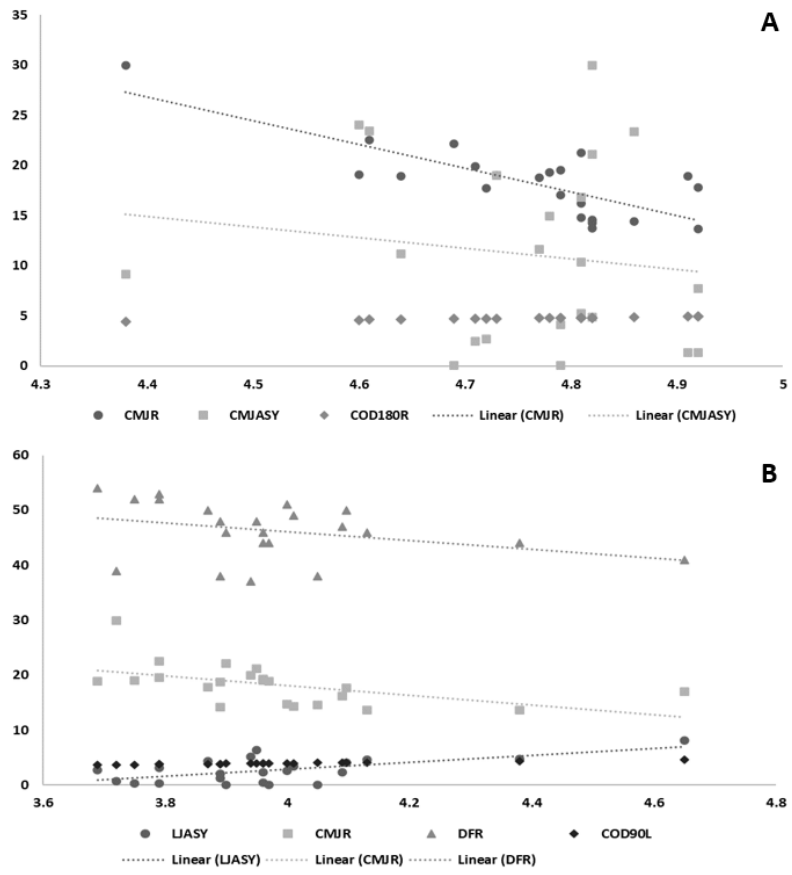 A
35
30
25
20
15
10
5
0
4.3 4.4 4.5 4.6 4.7 4.8 4.9 5
CMJR CMJASY COD180R Linear (CMJR) Linear (CMJASY)
B
60
50
40
30
20
10
0
3.6 3.8 4 4.2 4.4 4.6 4.8
LJASY CMJR DFR COD90L
Linear (LJASY) Linear (CMJR) Linear (DFR)